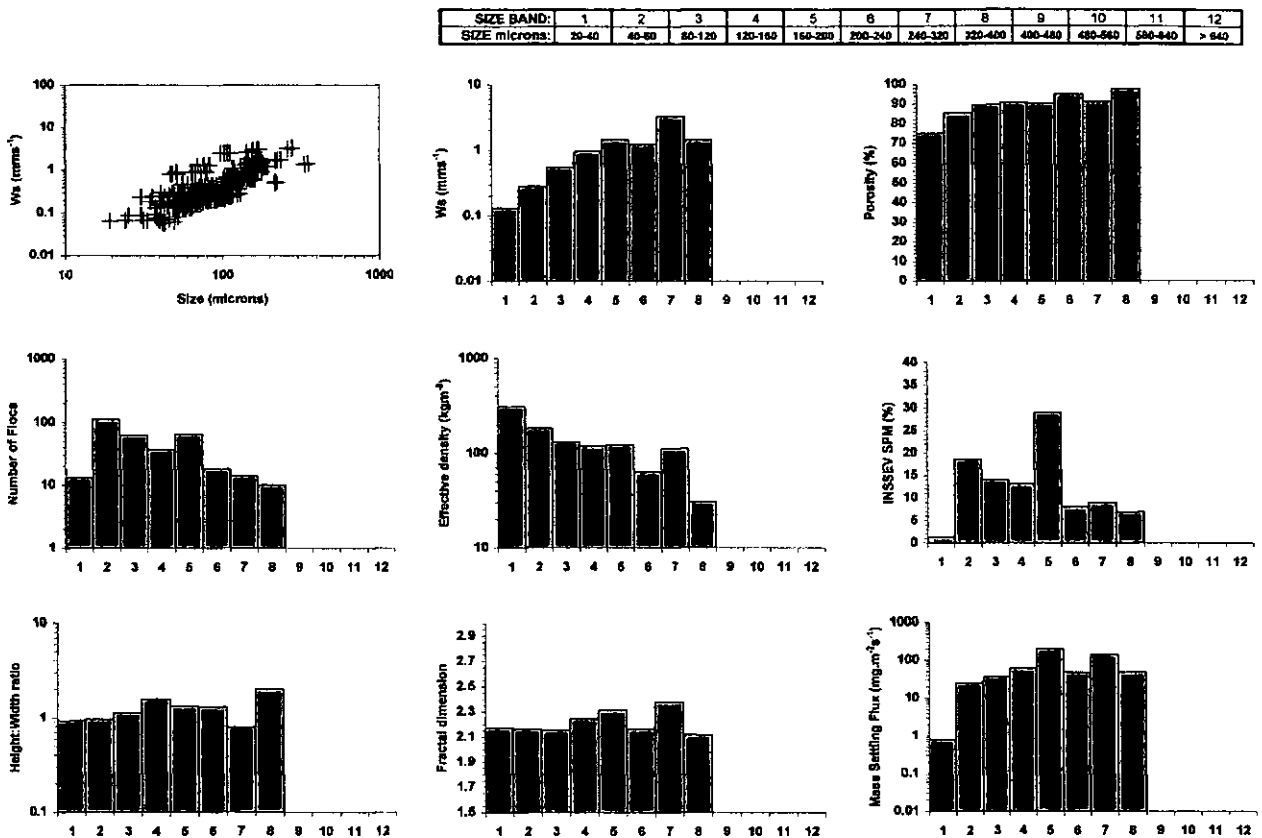 SIZE BAND: 1 2 3 4 5 6 7 8 9 10 11 12
SIZE microns: 20-40 40-80 80-120 120-160 160-200 200-240 240-320 320-400 400-480 480-560 560-640 > 640
Ws (mms⁻¹)
100
10
1
0.1
0.01
10 100 1000
Size (microns)
Ws (mms⁻¹)
10
1
0.1
0.01
1 2 3 4 5 6 7 8 9 10 11 12
Porosity (%)
100
90
80
70
60
50
40
30
20
10
0
1 2 3 4 5 6 7 8 9 10 11 12
Number of Flocs
1000
100
10
1
1 2 3 4 5 6 7 8 9 10 11 12
Effective density (kgm⁻³)
1000
100
10
1 2 3 4 5 6 7 8 9 10 11 12
INSSEV SPM (%)
40
35
30
25
20
15
10
5
0
1 2 3 4 5 6 7 8 9 10 11 12
Height:Width ratio
10
1
0.1
1 2 3 4 5 6 7 8 9 10 11 12
Fractal dimension
2.9
2.7
2.5
2.3
2.1
1.9
1.7
1.5
1 2 3 4 5 6 7 8 9 10 11 12
Mass Settling Flux (mg.m⁻²s⁻¹)
1000
100
10
1
0.1
0.01
1 2 3 4 5 6 7 8 9 10 11 12